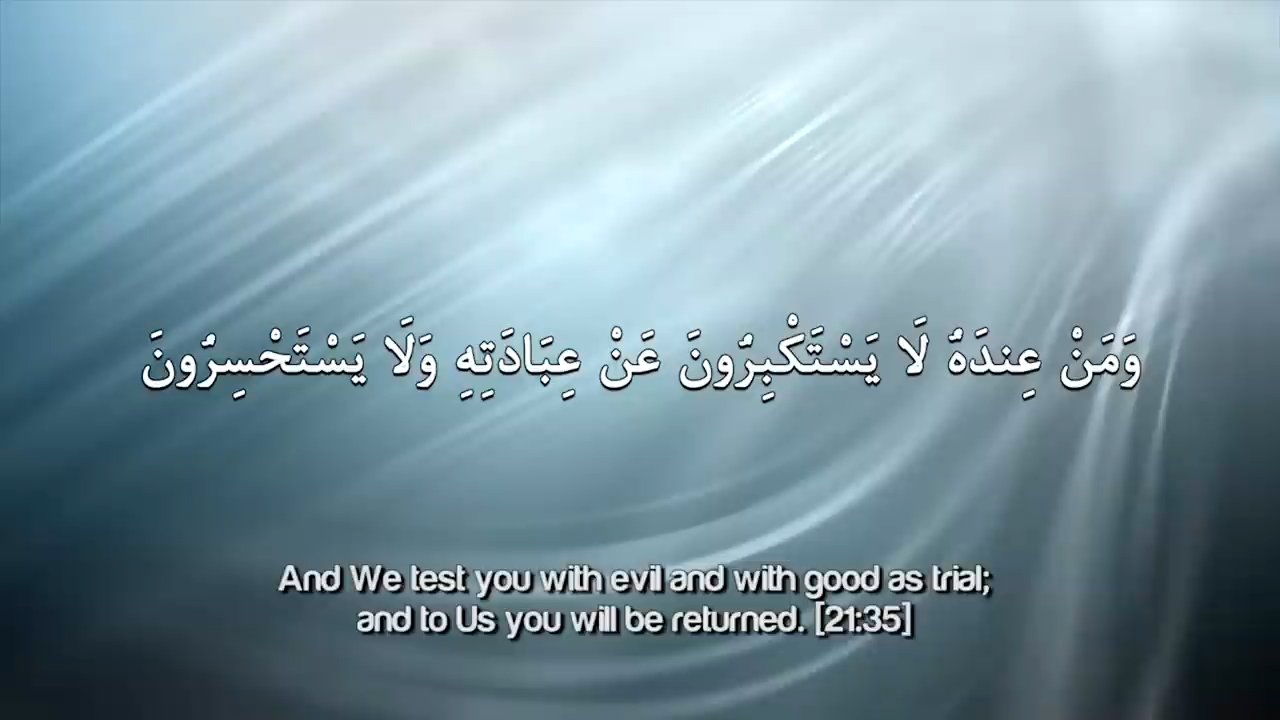 وَمَنْ عِندَهُ لَا يَسْتَكْبِرُونَ عَنْ عِبَادَتِهِ وَلَا يَسْتَحْسِرُونَ
And We test you with evil and with good as trial;
and to Us you will be returned. [21:35]